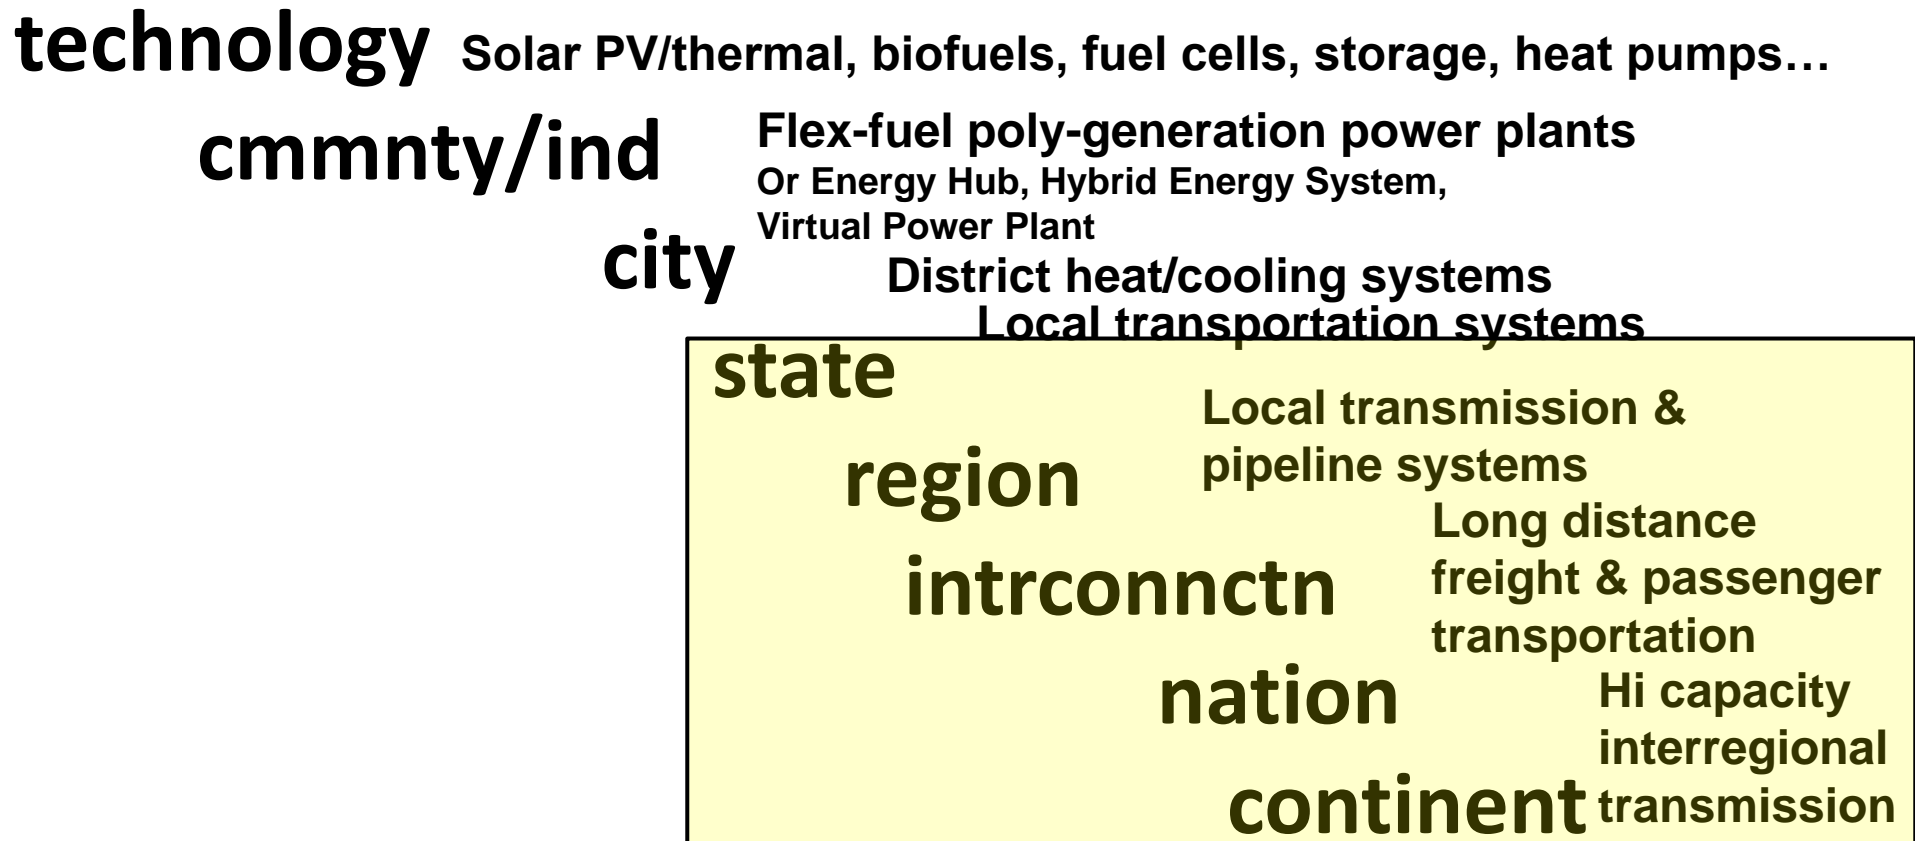 technology Solar PV/thermal, biofuels, fuel cells, storage, heat pumps…
cmmnty/ind
Flex-fuel poly-generation power plants
Or Energy Hub, Hybrid Energy System,
Virtual Power Plant
city
District heat/cooling systems
Local transportation systems
state
Local transmission &
pipeline systems
region
Long distance
freight & passenger
transportation
intrconnctn
nation
Hi capacity
interregional
transmission
continent